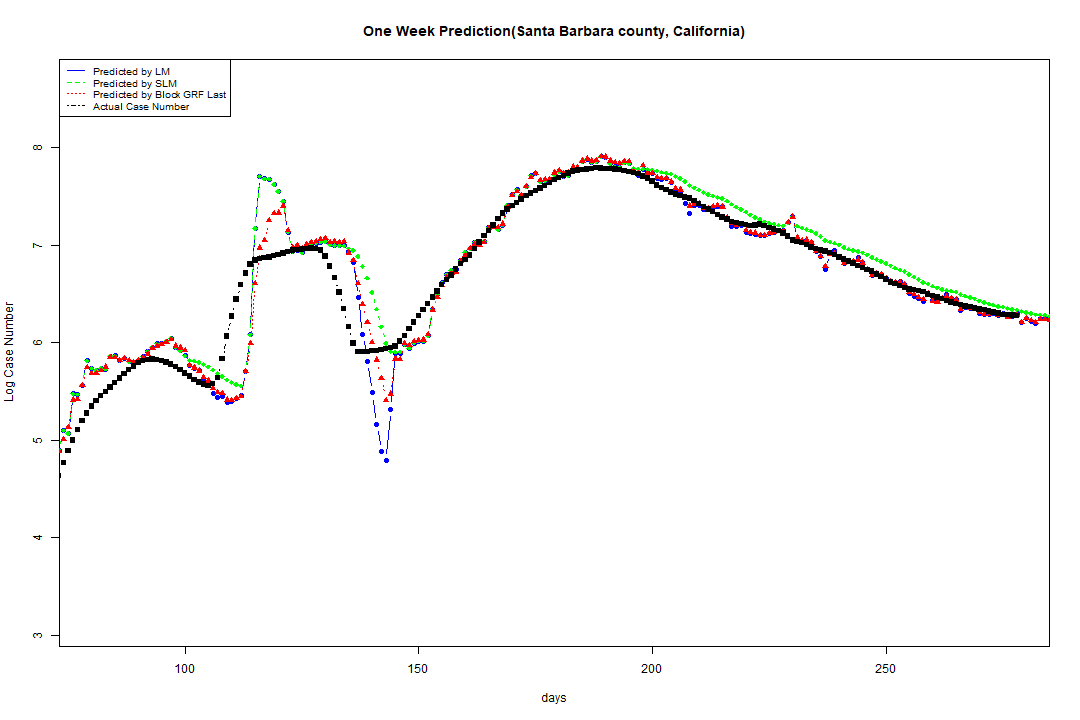 One Week Prediction(Santa Barbara county, California)
Predicted by LM
Predicted by SLM
Predicted by Block GRF Last
Actual Case Number
8
7
6
5
4
3
Log Case Number
100 150 200 250
days